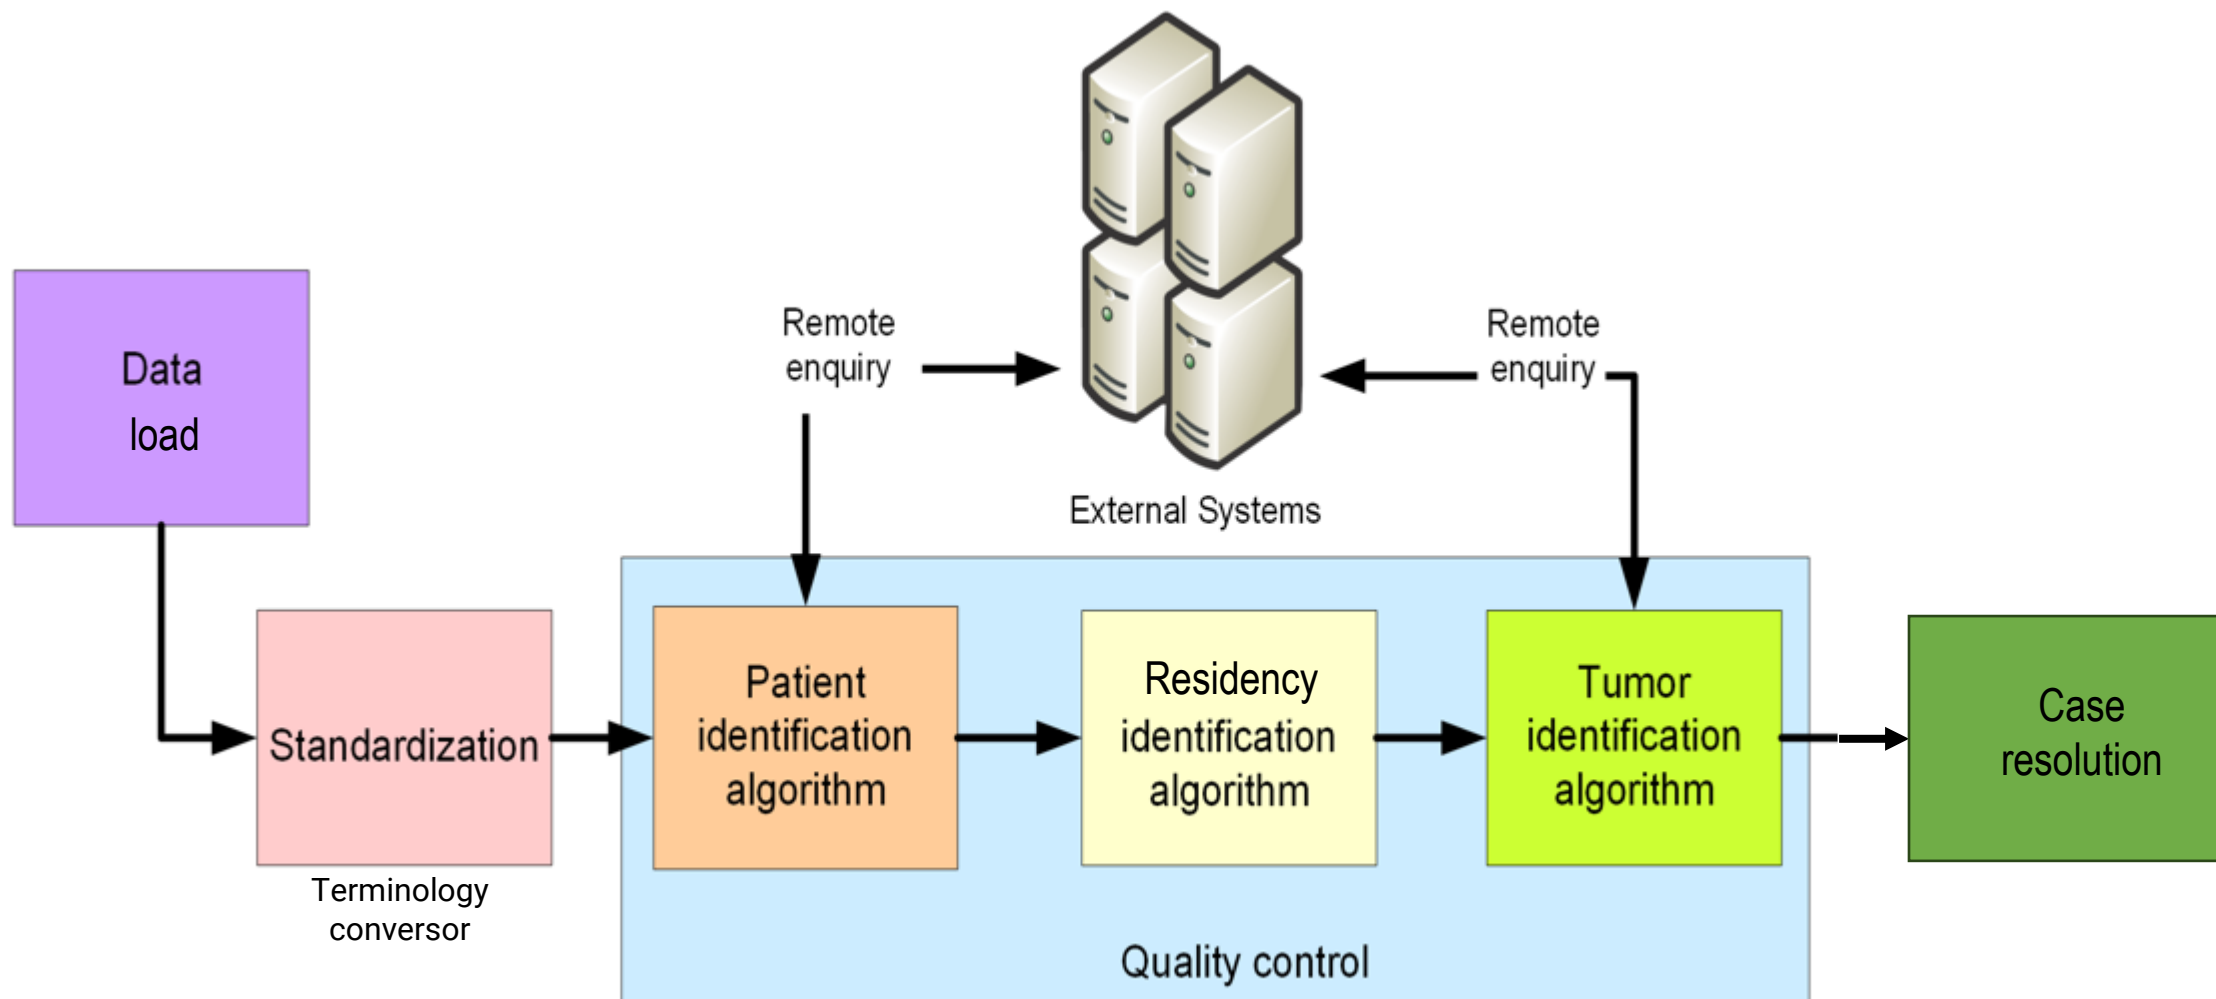 Data
load
Standardization
Terminology
conversor
Remote
enquiry
External Systems
Remote
enquiry
Patient
identification
algorithm
Residency
identification
algorithm
Tumor
identification
algorithm
Quality control
Case
resolution